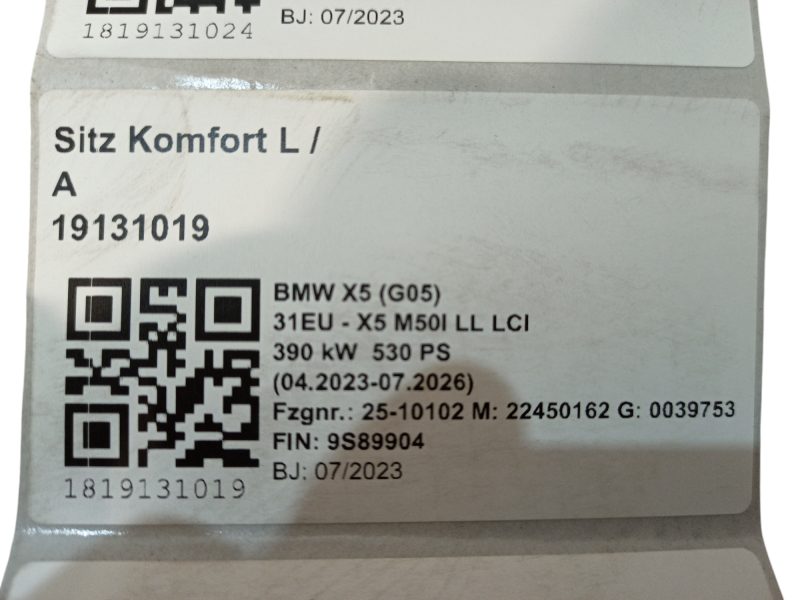 1819131024
BJ: 07/2023
Sitz Komfort L /
A
19131019
BMW X5 (G05)
31EU - X5 M50I LL LCI
390 kW 530 PS
(04.2023-07.2026)
Fzgnr.: 25-10102 M: 22450162 G: 0039753
FIN: 9S89904
BJ: 07/2023
1819131019